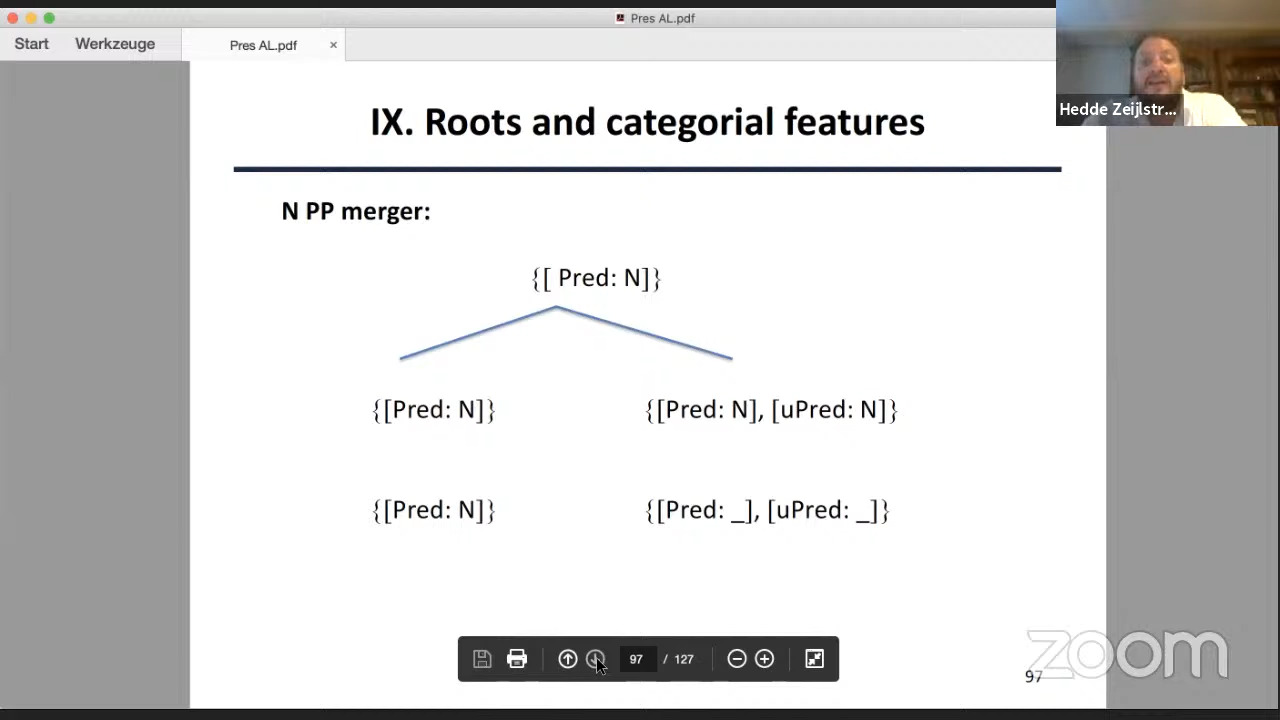 Pres AL.pdf
Start Werkzeuge Pres AL.pdf ×
Hedde Zeijlstr...
IX. Roots and categorial features
N PP merger:
{[ Pred: N]}
{[Pred: N]} {[Pred: N], [uPred: N]}
{[Pred: N]} {[Pred: _], [uPred: _]}
97 / 127
zoom
97